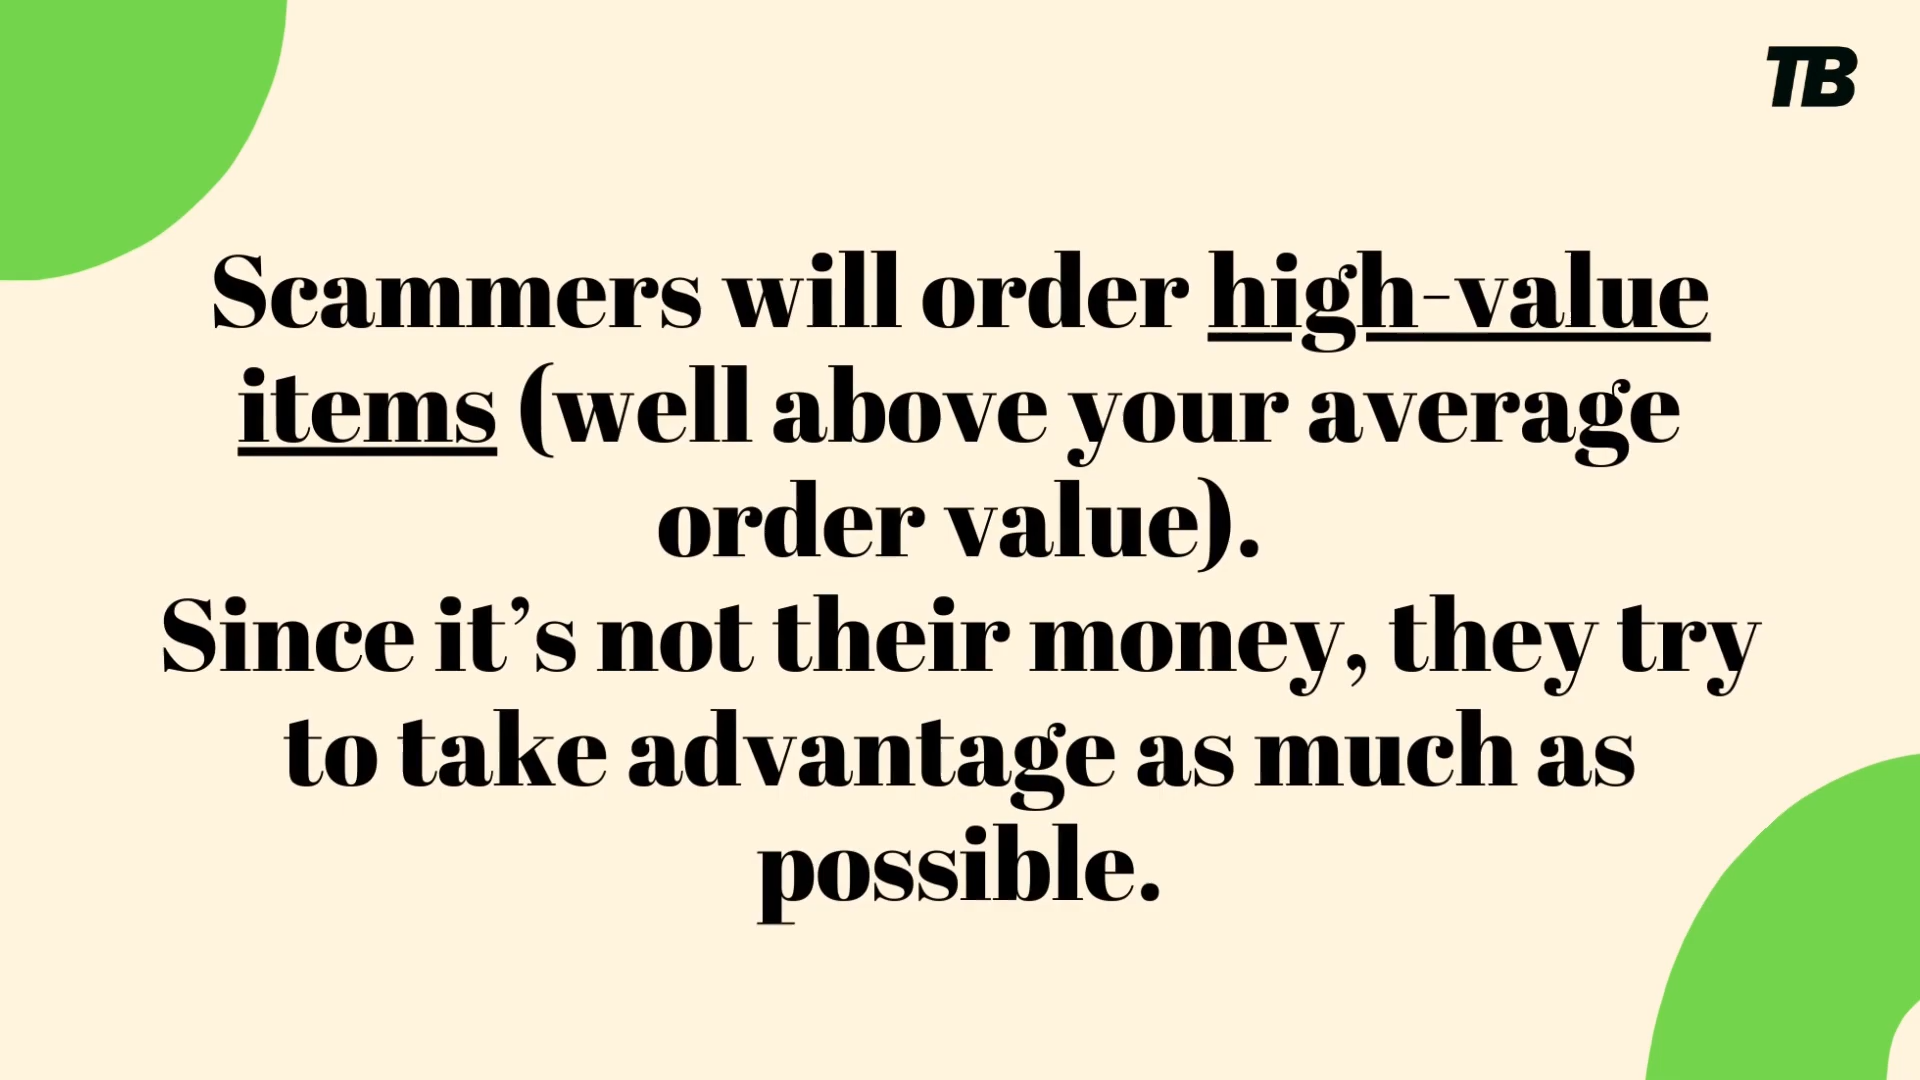 TB
Scammers will order high-value
items (well above your average
order value).
Since it’s not their money, they try
to take advantage as much as
possible.